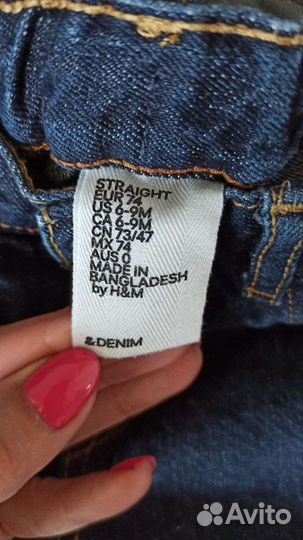 STRAIGHT
EUR 74
US 6-9M
CA 6-9M
CN 73/47
MX 74
AUS 0
MADE IN
BANGLADESH
by H&M
&DENIM
Avito